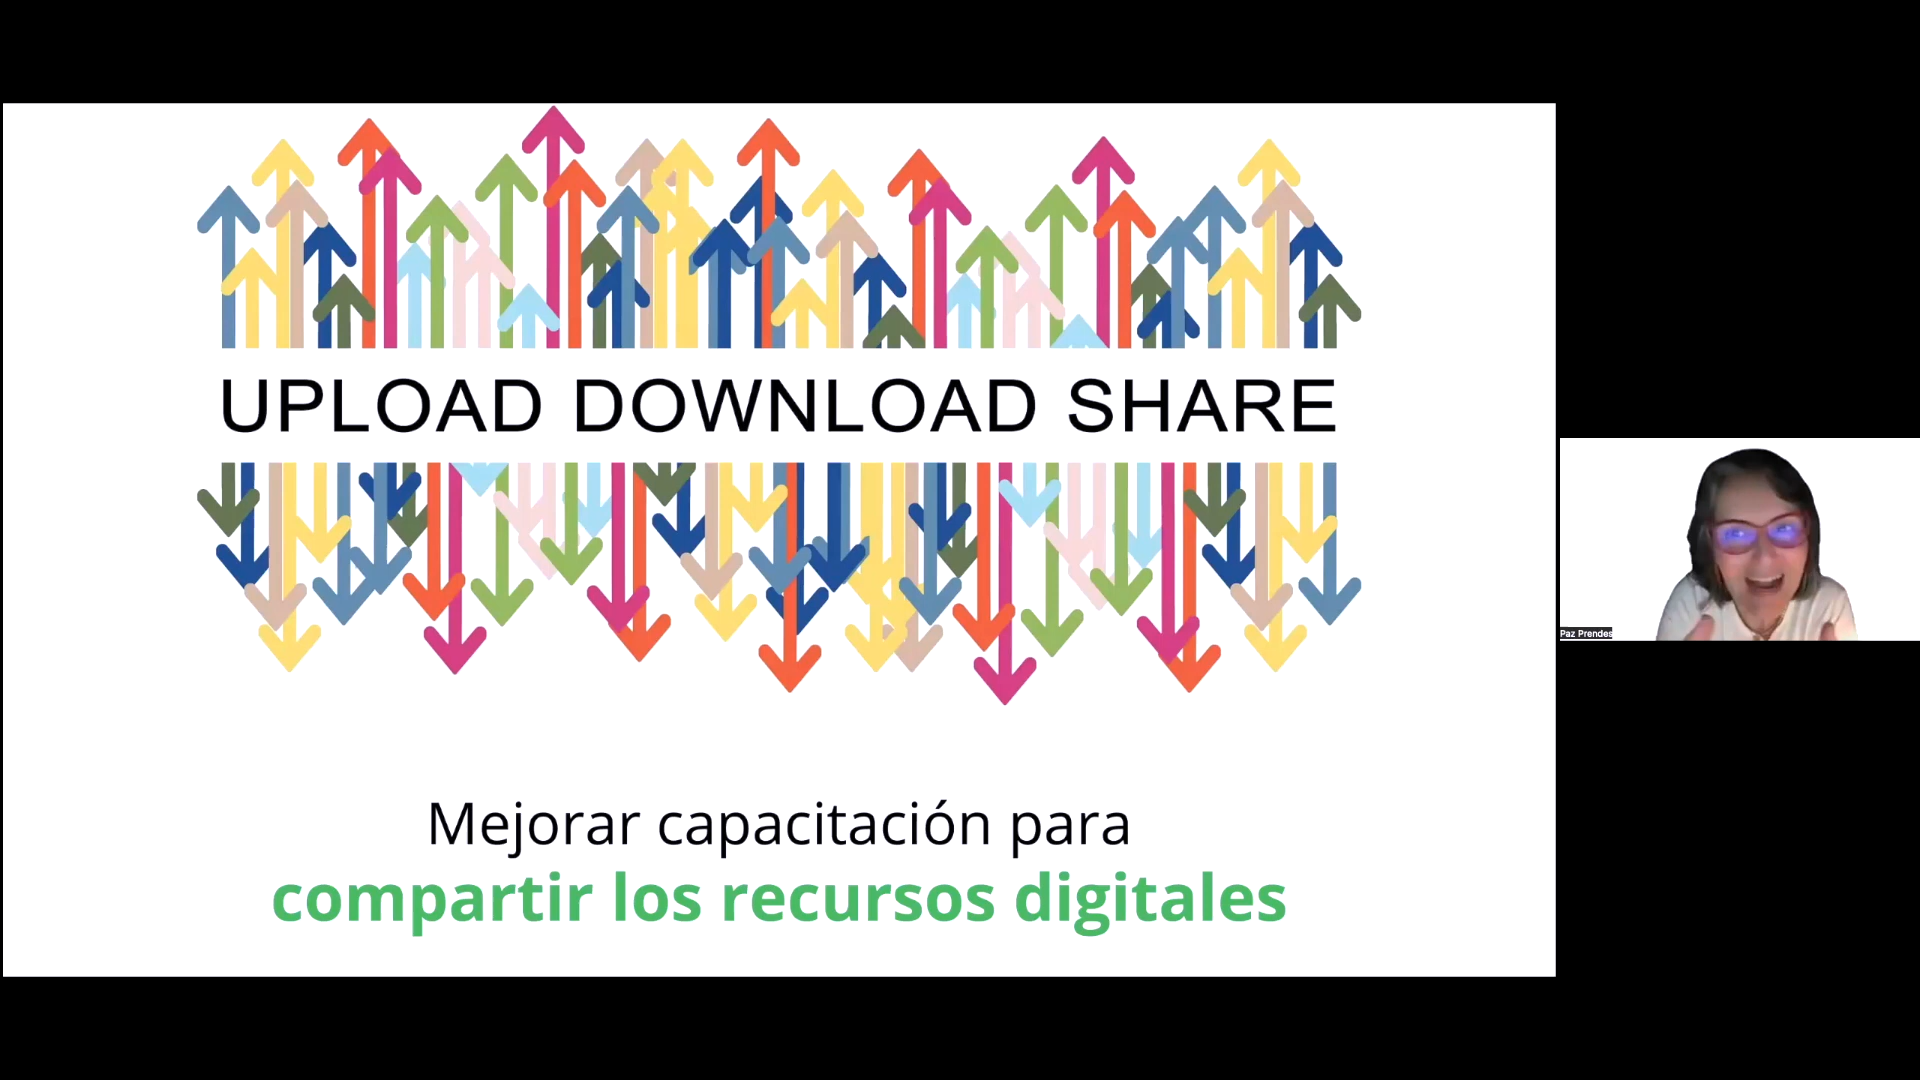 UPLOAD DOWNLOAD SHARE
Mejorar capacitación para
compartir los recursos digitales
Paz Prendes